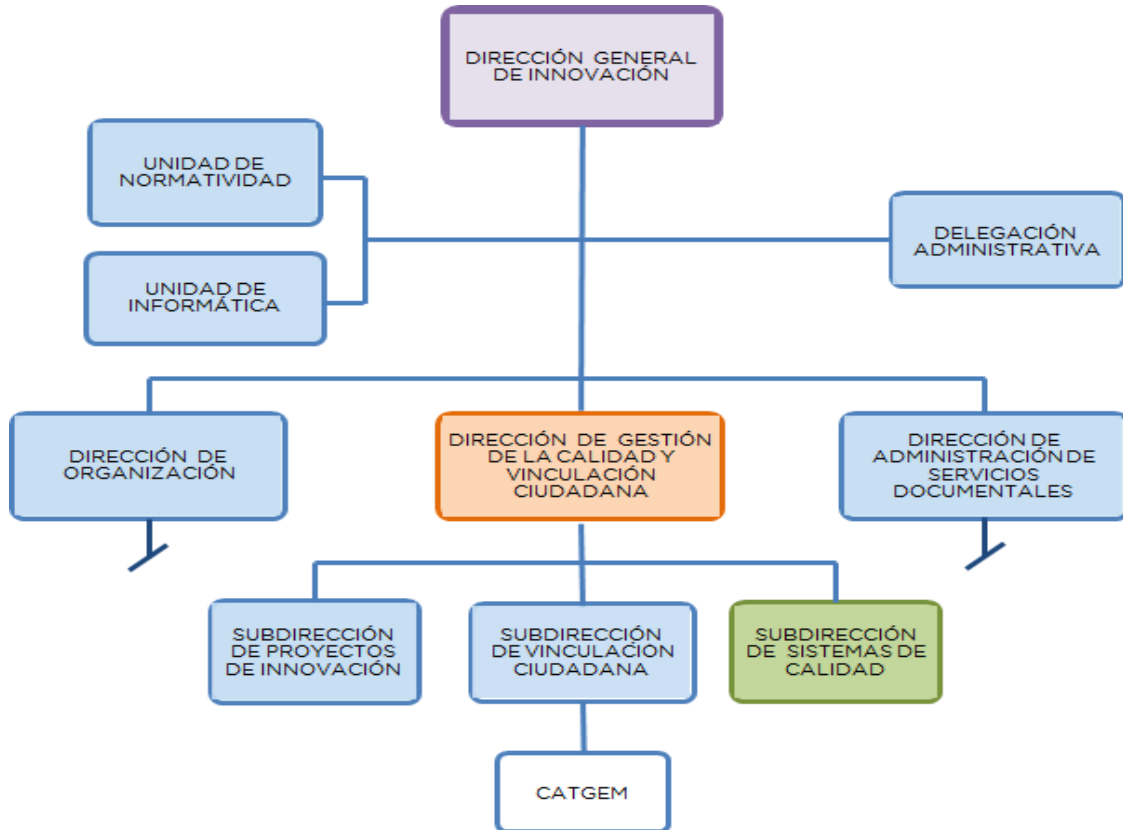 DIRECCIÓN GENERAL
DE INNOVACIÓN
UNIDAD DE
NORMATIVIDAD
DELEGACIÓN
ADMINISTRATIVA
UNIDAD DE
INFORMÁTICA
DIRECCIÓN DE
ORGANIZACIÓN
DIRECCIÓN DE GESTIÓN
DE LA CALIDAD Y
VINCULACIÓN
CIUDADANA
DIRECCIÓN DE
ADMINISTRACIÓN DE
SERVICIOS
DOCUMENTALES
SUBDIRECCIÓN
DE PROYECTOS
DE INNOVACIÓN
SUBDIRECCIÓN
DE VINCULACIÓN
CIUDADANA
SUBDIRECCIÓN
DE SISTEMAS DE
CALIDAD
CATGEM